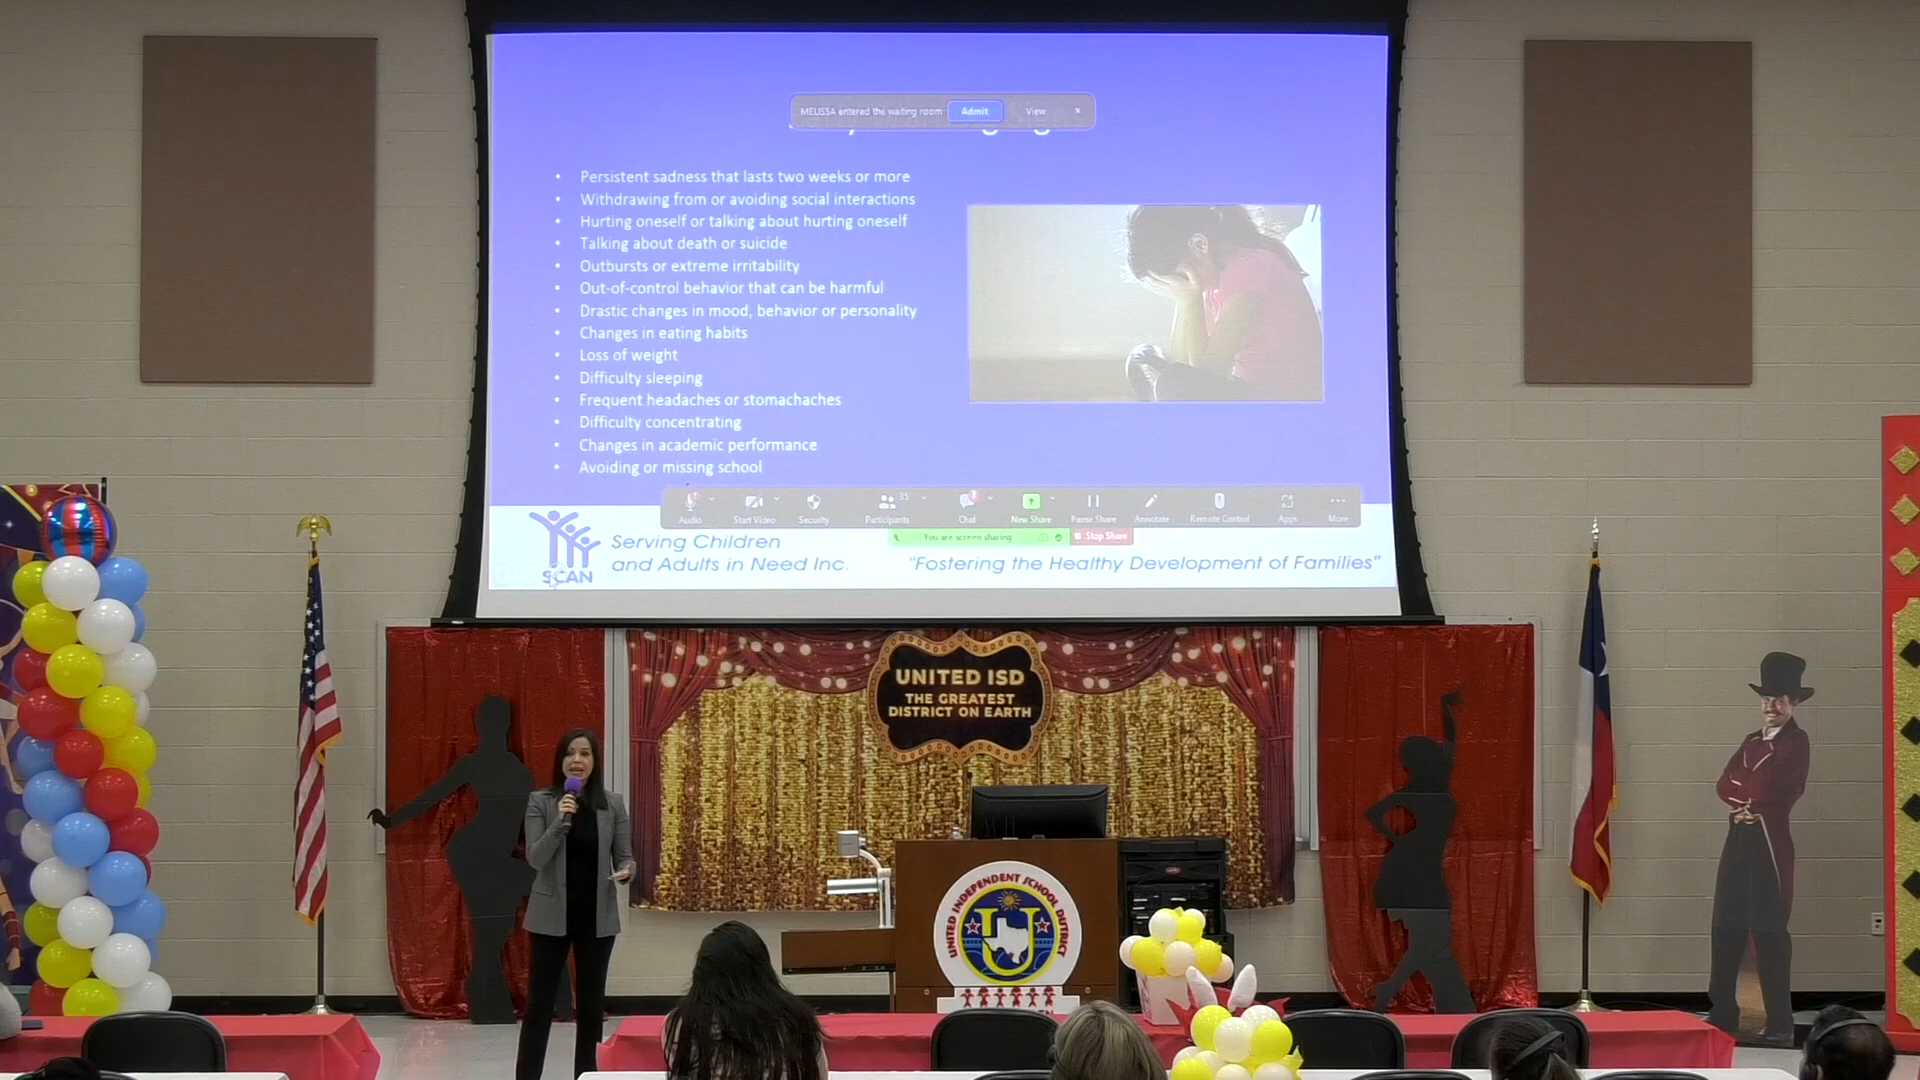 MELISSA entered the waiting room Admit View x
• Persistent sadness that lasts two weeks or more
• Withdrawing from or avoiding social interactions
• Hurting oneself or talking about hurting oneself
• Talking about death or suicide
• Outbursts or extreme irritability
• Out-of-control behavior that can be harmful
• Drastic changes in mood, behavior or personality
• Changes in eating habits
• Loss of weight
• Difficulty sleeping
• Frequent headaches or stomachaches
• Difficulty concentrating
• Changes in academic performance
• Avoiding or missing school
35
Audio Start Video Security Participants Chat New Share Pause Share Annotate Remote Control Apps More
You are screen sharing Stop Share
SCAN
Serving Children
and Adults in Need Inc.
"Fostering the Healthy Development of Families"
UNITED ISD
THE GREATEST
DISTRICT ON EARTH
UNITED INDEPENDENT SCHOOL DISTRICT
U